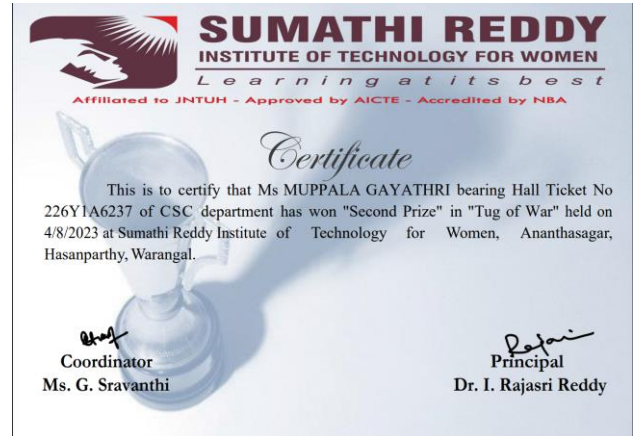 SUMATHI REDDY
INSTITUTE OF TECHNOLOGY FOR WOMEN
Learning at its best
Affiliated to JNTUH - Approved by AICTE - Accredited by NBA
Certificate
This is to certify that Ms MUPPALA GAYATHRI bearing Hall Ticket No
226Y1A6237 of CSC department has won "Second Prize" in "Tug of War" held on
4/8/2023 at Sumathi Reddy Institute of Technology for Women, Ananthasagar,
Hasanparthy, Warangal.
Rajasri
Coordinator Principal
Ms. G. Sravanthi Dr. I. Rajasri Reddy